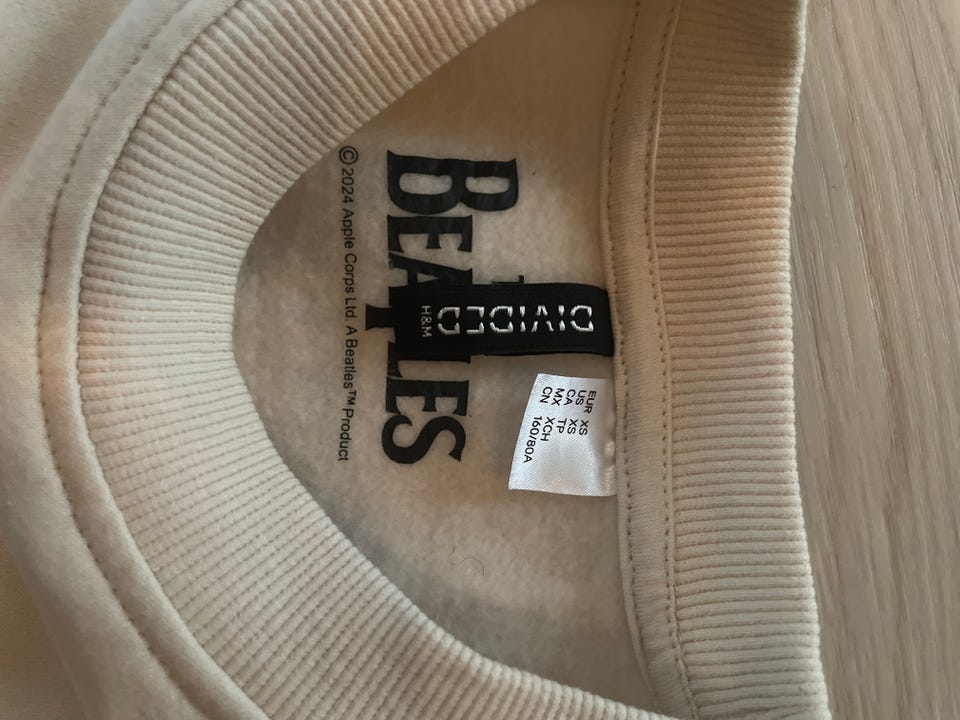 DIVIDED
H&M
EUR XS
US XS
CA TP
MX XCH
CN 160/80A
BEATLES
© 2024 Apple Corps Ltd A Beatles™ Product